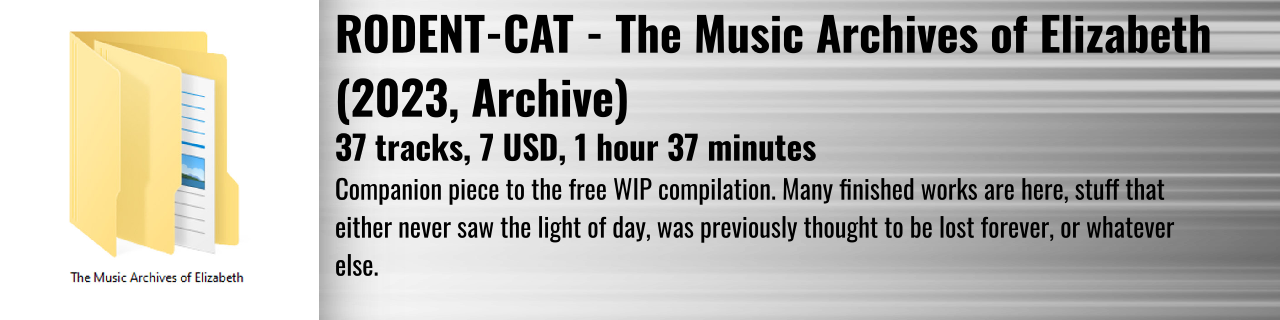 RODENT-CAT - The Music Archives of Elizabeth
(2023, Archive)
37 tracks, 7 USD, 1 hour 37 minutes
Companion piece to the free WIP compilation. Many finished works are here, stuff that
either never saw the light of day, was previously thought to be lost forever, or whatever
else.
The Music Archives of Elizabeth